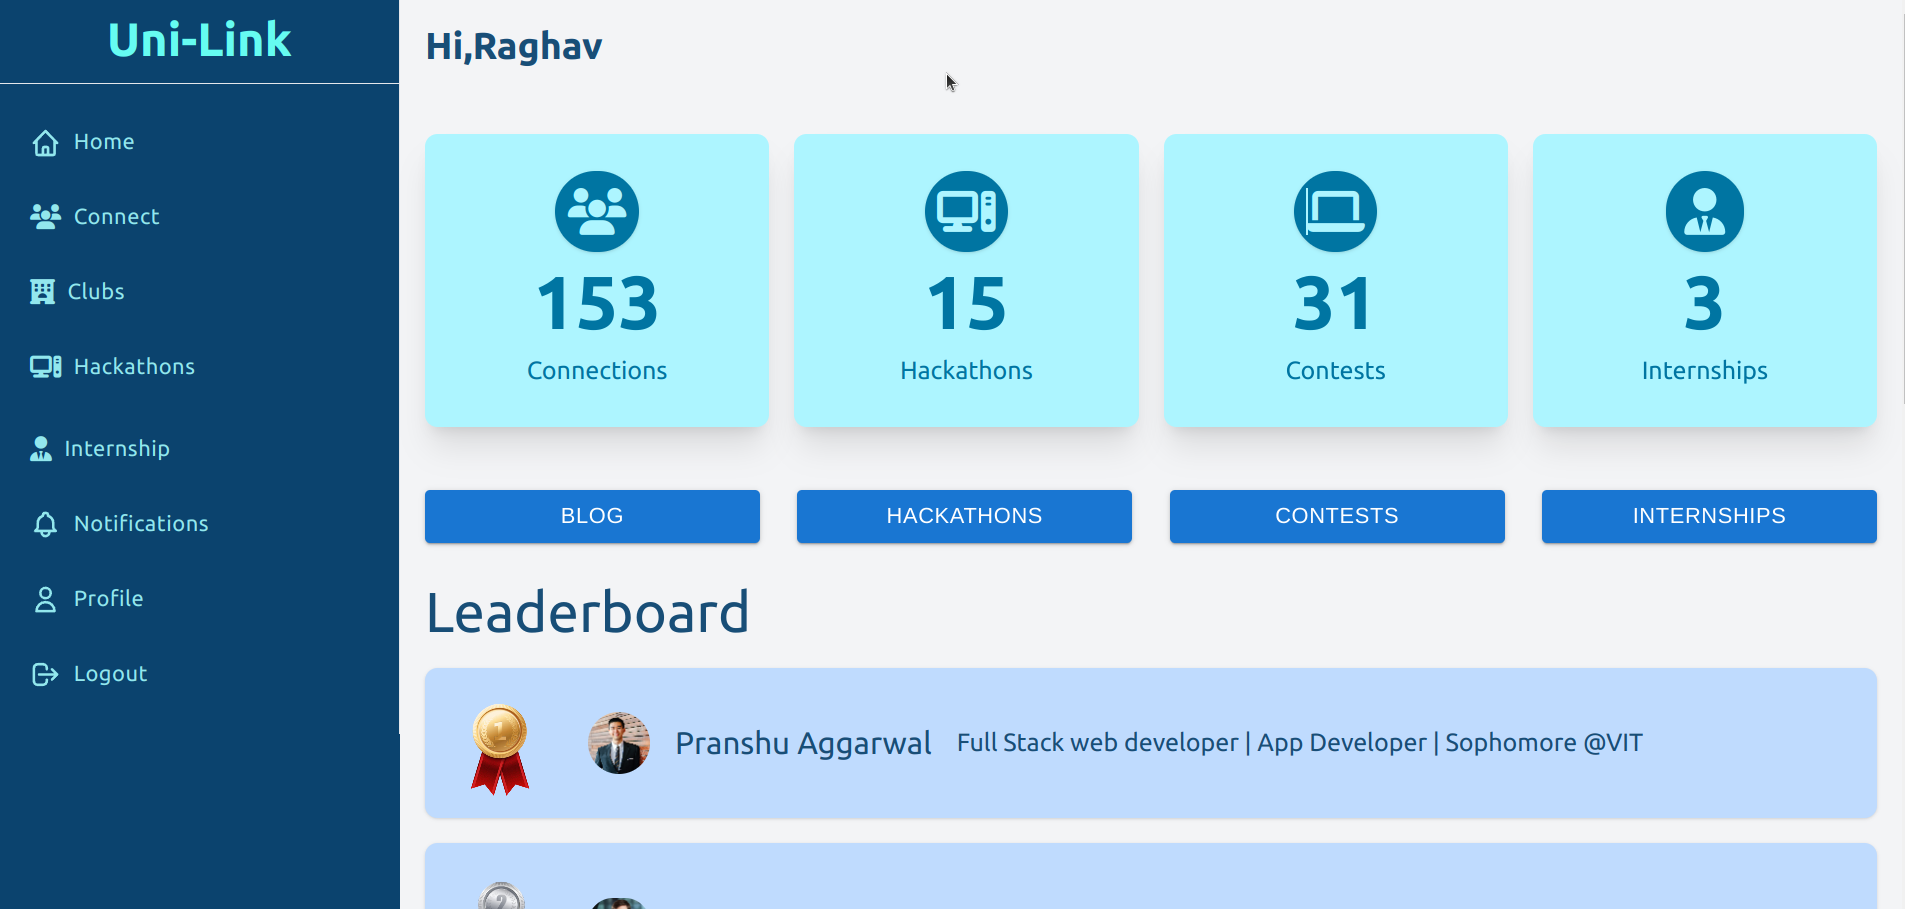 Uni-Link
Home
Connect
Clubs
Hackathons
Internship
Notifications
Profile
Logout
Hi,Raghav
153
Connections
15
Hackathons
31
Contests
3
Internships
BLOG
HACKATHONS
CONTESTS
INTERNSHIPS
Leaderboard
1
Pranshu Aggarwal
Full Stack web developer | App Developer | Sophomore @VIT
2